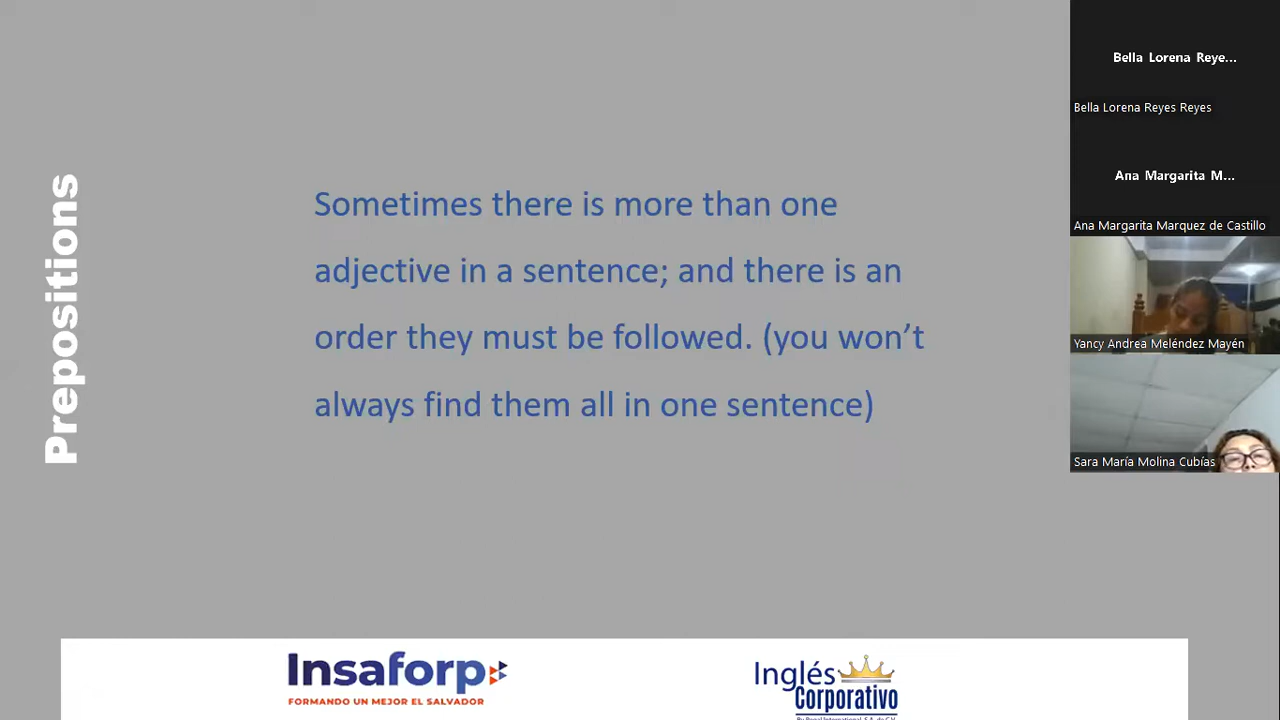 Prepositions
Sometimes there is more than one
adjective in a sentence; and there is an
order they must be followed. (you won't
always find them all in one sentence)
Bella Lorena Reye...
Bella Lorena Reyes Reyes
Ana Margarita M...
Ana Margarita Marquez de Castillo
Yancy Andrea Meléndez Mayén
Sara María Molina Cubías
Insaforp
FORMANDO UN MEJOR EL SALVADOR
Inglés
Corporativo